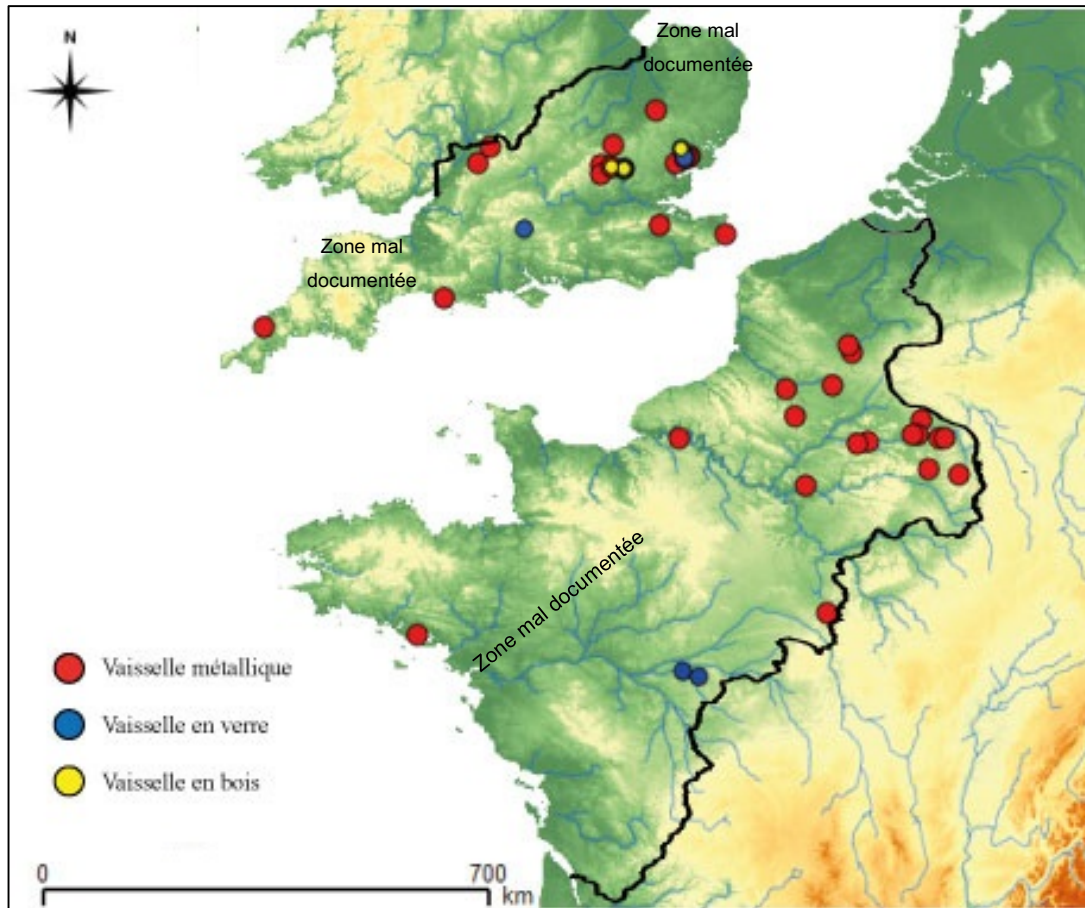 Zone mal
documentée
N
Zone mal
documentée
Zone mal documentée
Vaisselle métallique
Vaisselle en verre
Vaisselle en bois
0
700
km